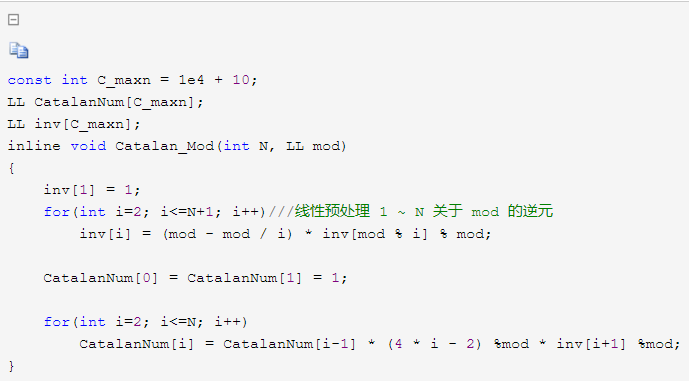 const int C_maxn = 1e4 + 10;
LL CatalanNum[C_maxn];
LL inv[C_maxn];
inline void Catalan_Mod(int N, LL mod)
{
    inv[1] = 1;
    for(int i=2; i<=N+1; i++)///线性预处理 1 ~ N 关于 mod 的逆元
        inv[i] = (mod - mod / i) * inv[mod % i] % mod;

    CatalanNum[0] = CatalanNum[1] = 1;

    for(int i=2; i<=N; i++)
        CatalanNum[i] = CatalanNum[i-1] * (4 * i - 2) %mod * inv[i+1] %mod;
}